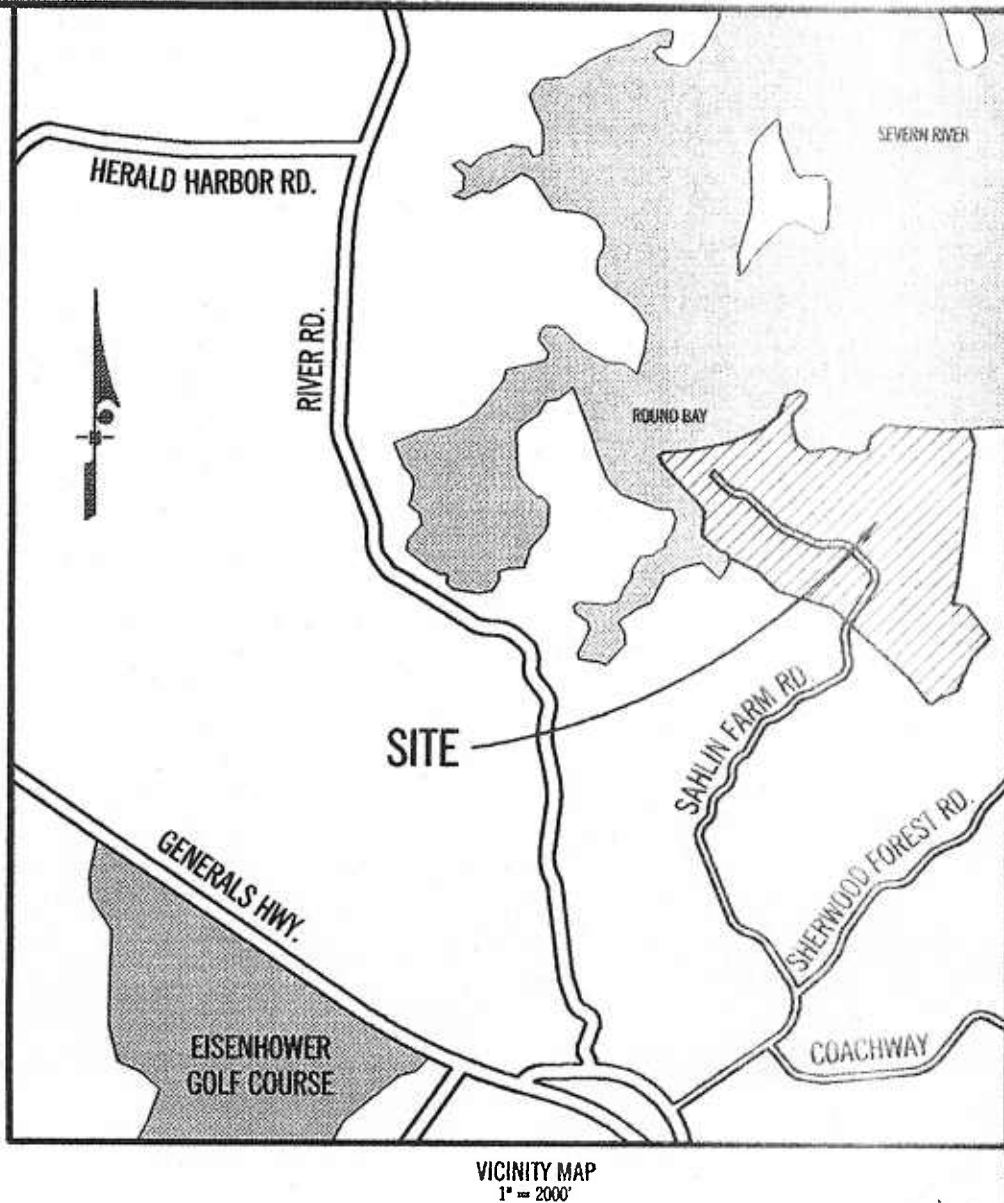 SEVERN RIVER
HERALD HARBOR RD.
RIVER RD.
ROUND BAY
SITE
SAHLIN FARM RD.
SHERWOOD FOREST RD.
GENERALS HWY.
EISENHOWER
GOLF COURSE
COACHWAY
VICINITY MAP
1" = 2000'